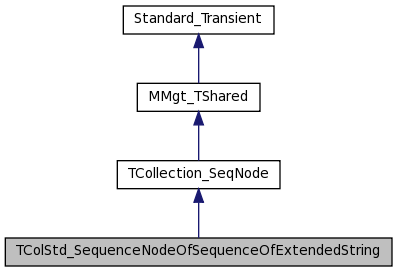 Standard_Transient
MMgt_TShared
TCollection_SeqNode
TColStd_SequenceNodeOfSequenceOfExtendedString